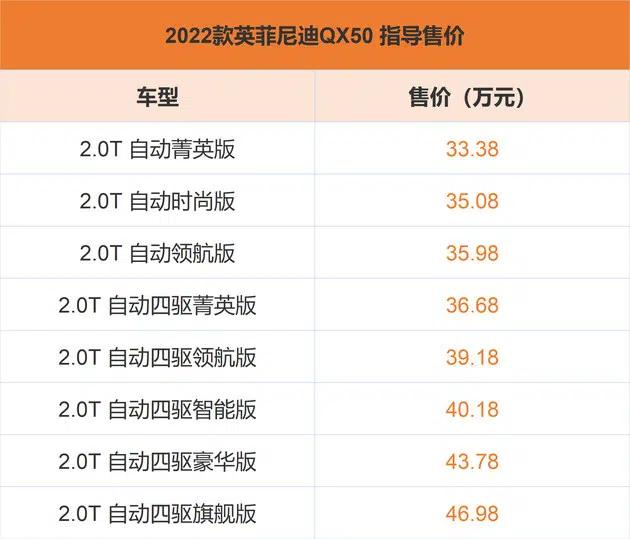 2022款英菲尼迪QX50 指导售价
车型 售价（万元）
2.0T 自动菁英版 33.38
2.0T 自动时尚版 35.08
2.0T 自动领航版 35.98
2.0T 自动四驱菁英版 36.68
2.0T 自动四驱领航版 39.18
2.0T 自动四驱智能版 40.18
2.0T 自动四驱豪华版 43.78
2.0T 自动四驱旗舰版 46.98